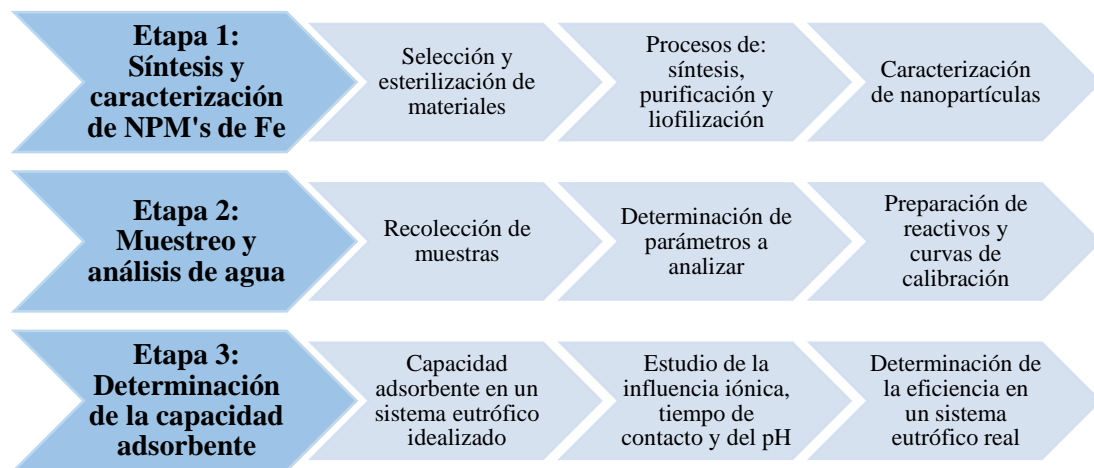 Etapa 1:
Síntesis y
caracterización
de NPM's de Fe
Selección y
esterilización de
materiales
Procesos de:
síntesis,
purificación y
liofilización
Caracterización
de nanopartículas
Etapa 2:
Muestreo y
análisis de agua
Recolección de
muestras
Determinación de
parámetros a
analizar
Preparación de
reactivos y
curvas de
calibración
Etapa 3:
Determinación
de la capacidad
adsorbente
Capacidad
adsorbente en un
sistema eutrófico
idealizado
Estudio de la
influencia iónica,
tiempo de
contacto y del pH
Determinación de
la eficiencia en
un sistema
eutrófico real